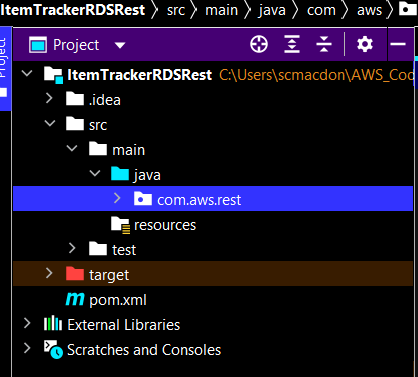 ItemTrackerRDSRest > src > main > java > com > aws >
Project
Project
ItemTrackerRDSRest C:\Users\scmacdon\AWS_Cod
.idea
src
main
java
com.aws.rest
resources
test
target
m pom.xml
External Libraries
Scratches and Consoles